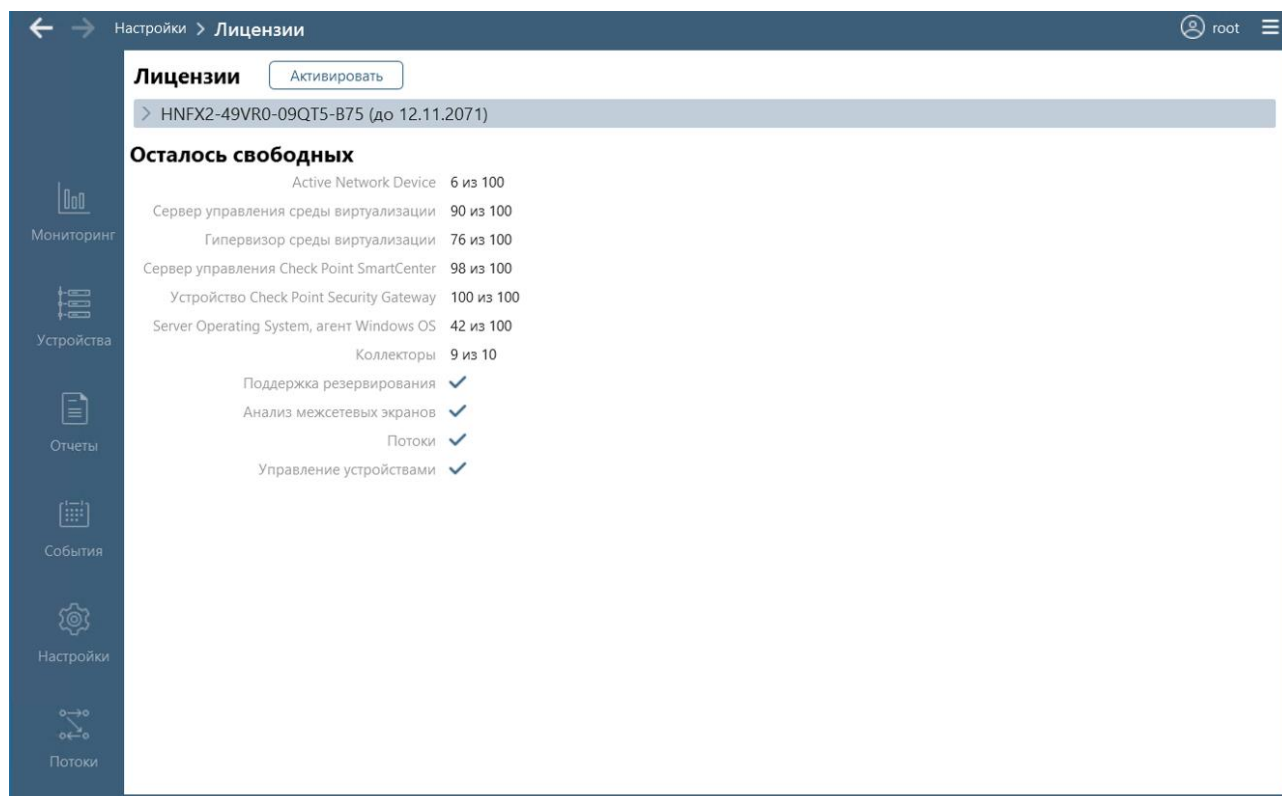 Настройки > Лицензии
root
Лицензии
Активировать
HNFX2-49VR0-09QT5-B75 (до 12.11.2071)
Осталось свободных
Active Network Device 6 из 100
Сервер управления среды виртуализации 90 из 100
Гипервизор среды виртуализации 76 из 100
Сервер управления Check Point SmartCenter 98 из 100
Устройство Check Point Security Gateway 100 из 100
Server Operating System, агент Windows OS 42 из 100
Коллекторы 9 из 10
Поддержка резервирования
Анализ межсетевых экранов
Потоки
Управление устройствами
Мониторинг
Устройства
Отчеты
События
Настройки
Потоки